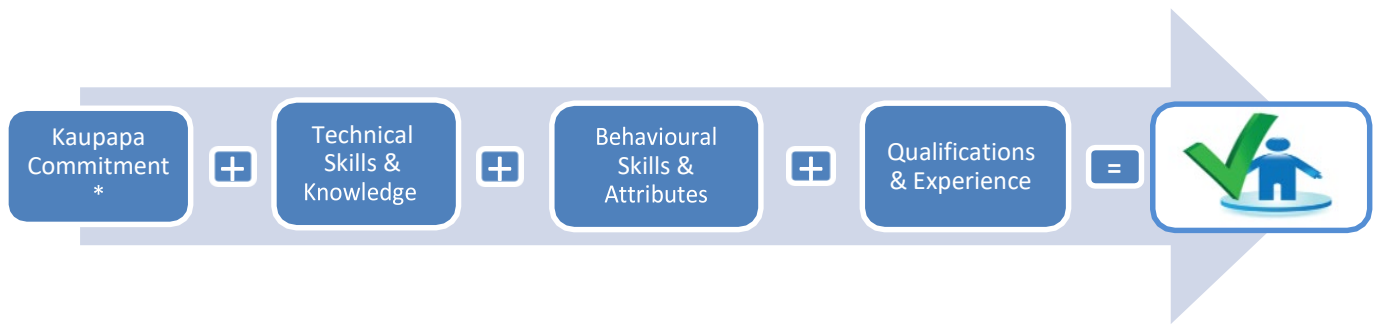 Kaupapa
Commitment
*
+
Technical
Skills &
Knowledge
+
Behavioural
Skills &
Attributes
+
Qualifications
& Experience
=